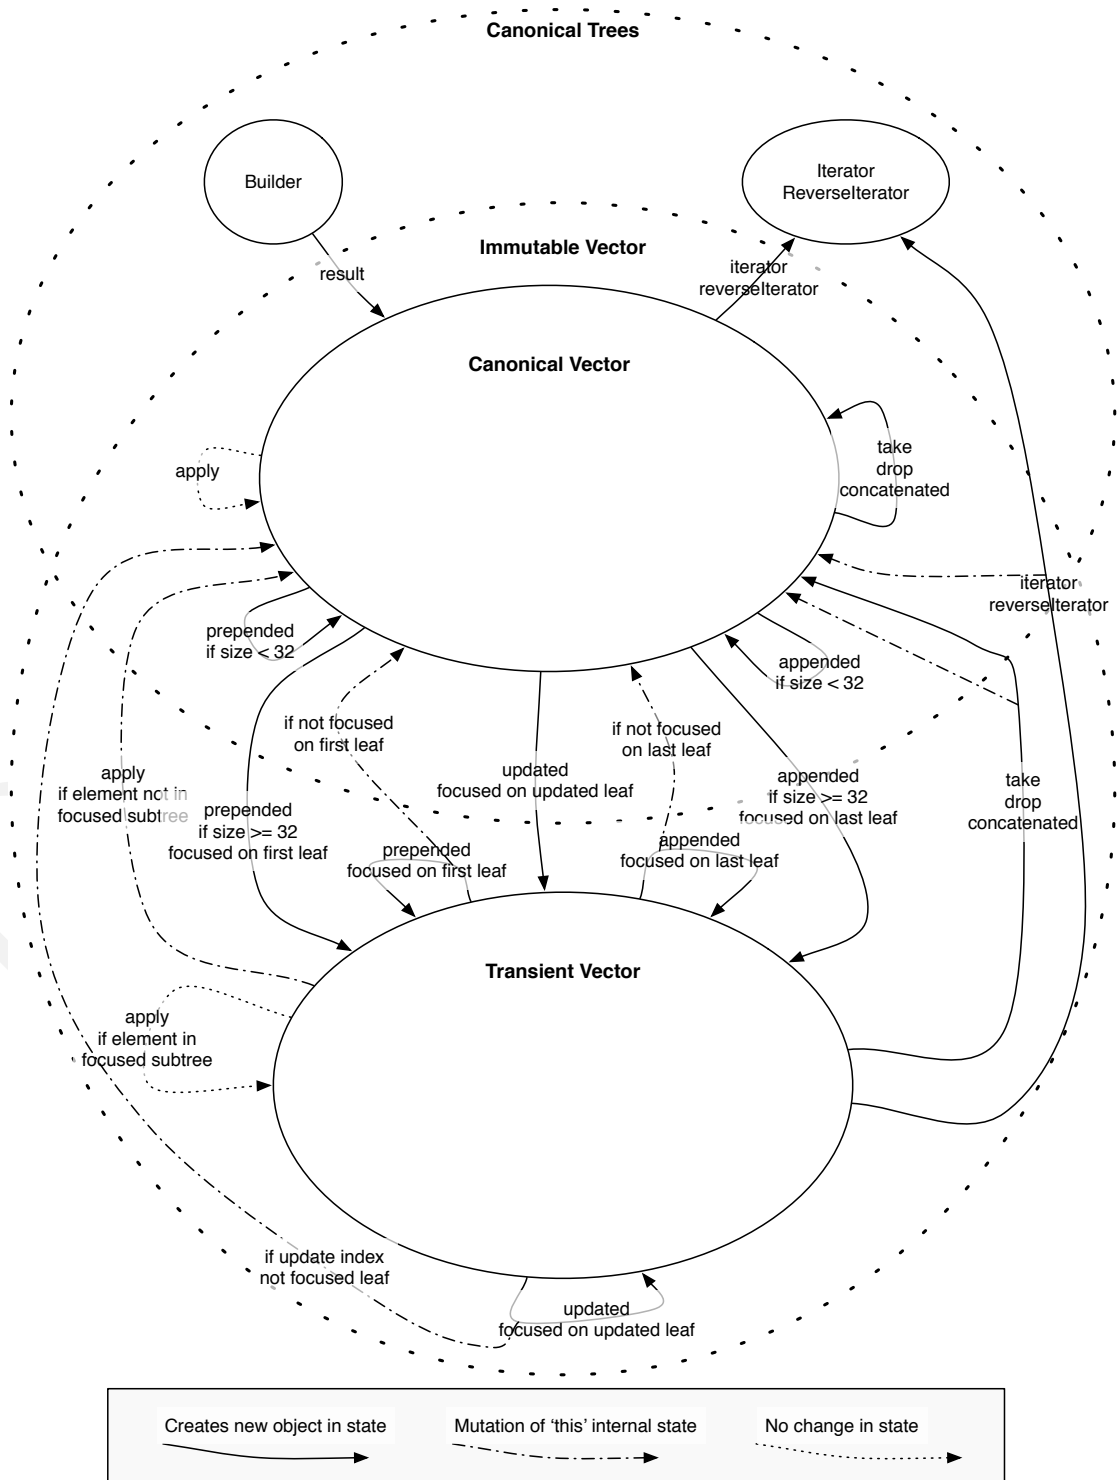 Canonical Trees
Builder
Iterator
ReverseIterator
Immutable Vector
result
iterator
reverseIterator
Canonical Vector
apply
take
drop
concatenated
iterator
reverseIterator
prepended
if size < 32
appended
if size < 32
if not focused
on first leaf
if not focused
on last leaf
updated
focused on updated leaf
apply
if element not in
focused subtree
prepended
if size >= 32
focused on first leaf
appended
if size >= 32
focused on last leaf
take
drop
concatenated
prepended
focused on first leaf
appended
focused on last leaf
Transient Vector
apply
if element in
focused subtree
if update index
not focused leaf
updated
focused on updated leaf
Creates new object in state
Mutation of ‘this’ internal state
No change in state